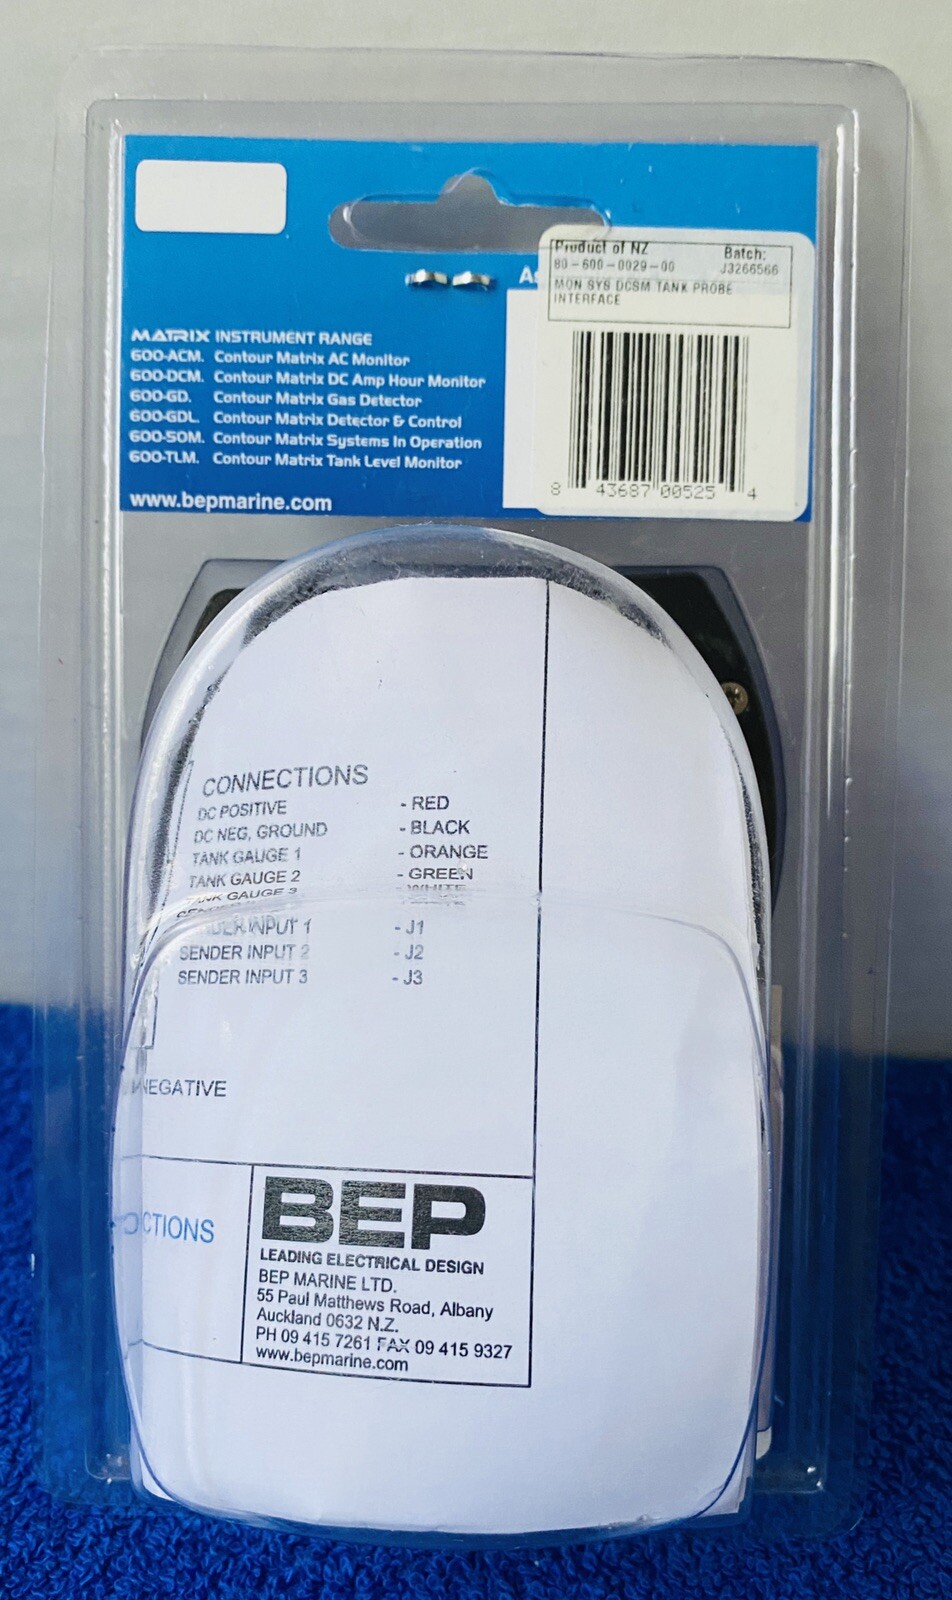 Product of NZ
Batch:
80-600-0029-00
J3266566
MON SYS DCSM TANK PROBE
INTERFACE
8 43687 00525 4
MATRIX INSTRUMENT RANGE
600-ACM. Contour Matrix AC Monitor
600-DCM. Contour Matrix DC Amp Hour Monitor
600-GD. Contour Matrix Gas Detector
600-GDL. Contour Matrix Detector & Control
600-SOM. Contour Matrix Systems In Operation
600-TLM. Contour Matrix Tank Level Monitor
www.bepmarine.com
CONNECTIONS
DC POSITIVE - RED
DC NEG, GROUND - BLACK
TANK GAUGE 1 - ORANGE
TANK GAUGE 2 - GREEN
TANK GAUGE 3 - WHITE
INPUT 1 - J1
SENDER INPUT 2 - J2
SENDER INPUT 3 - J3
NEGATIVE
CTIONS
BEP
LEADING ELECTRICAL DESIGN
BEP MARINE LTD.
55 Paul Matthews Road, Albany
Auckland 0632 N.Z.
PH 09 415 7261 FAX 09 415 9327
www.bepmarine.com